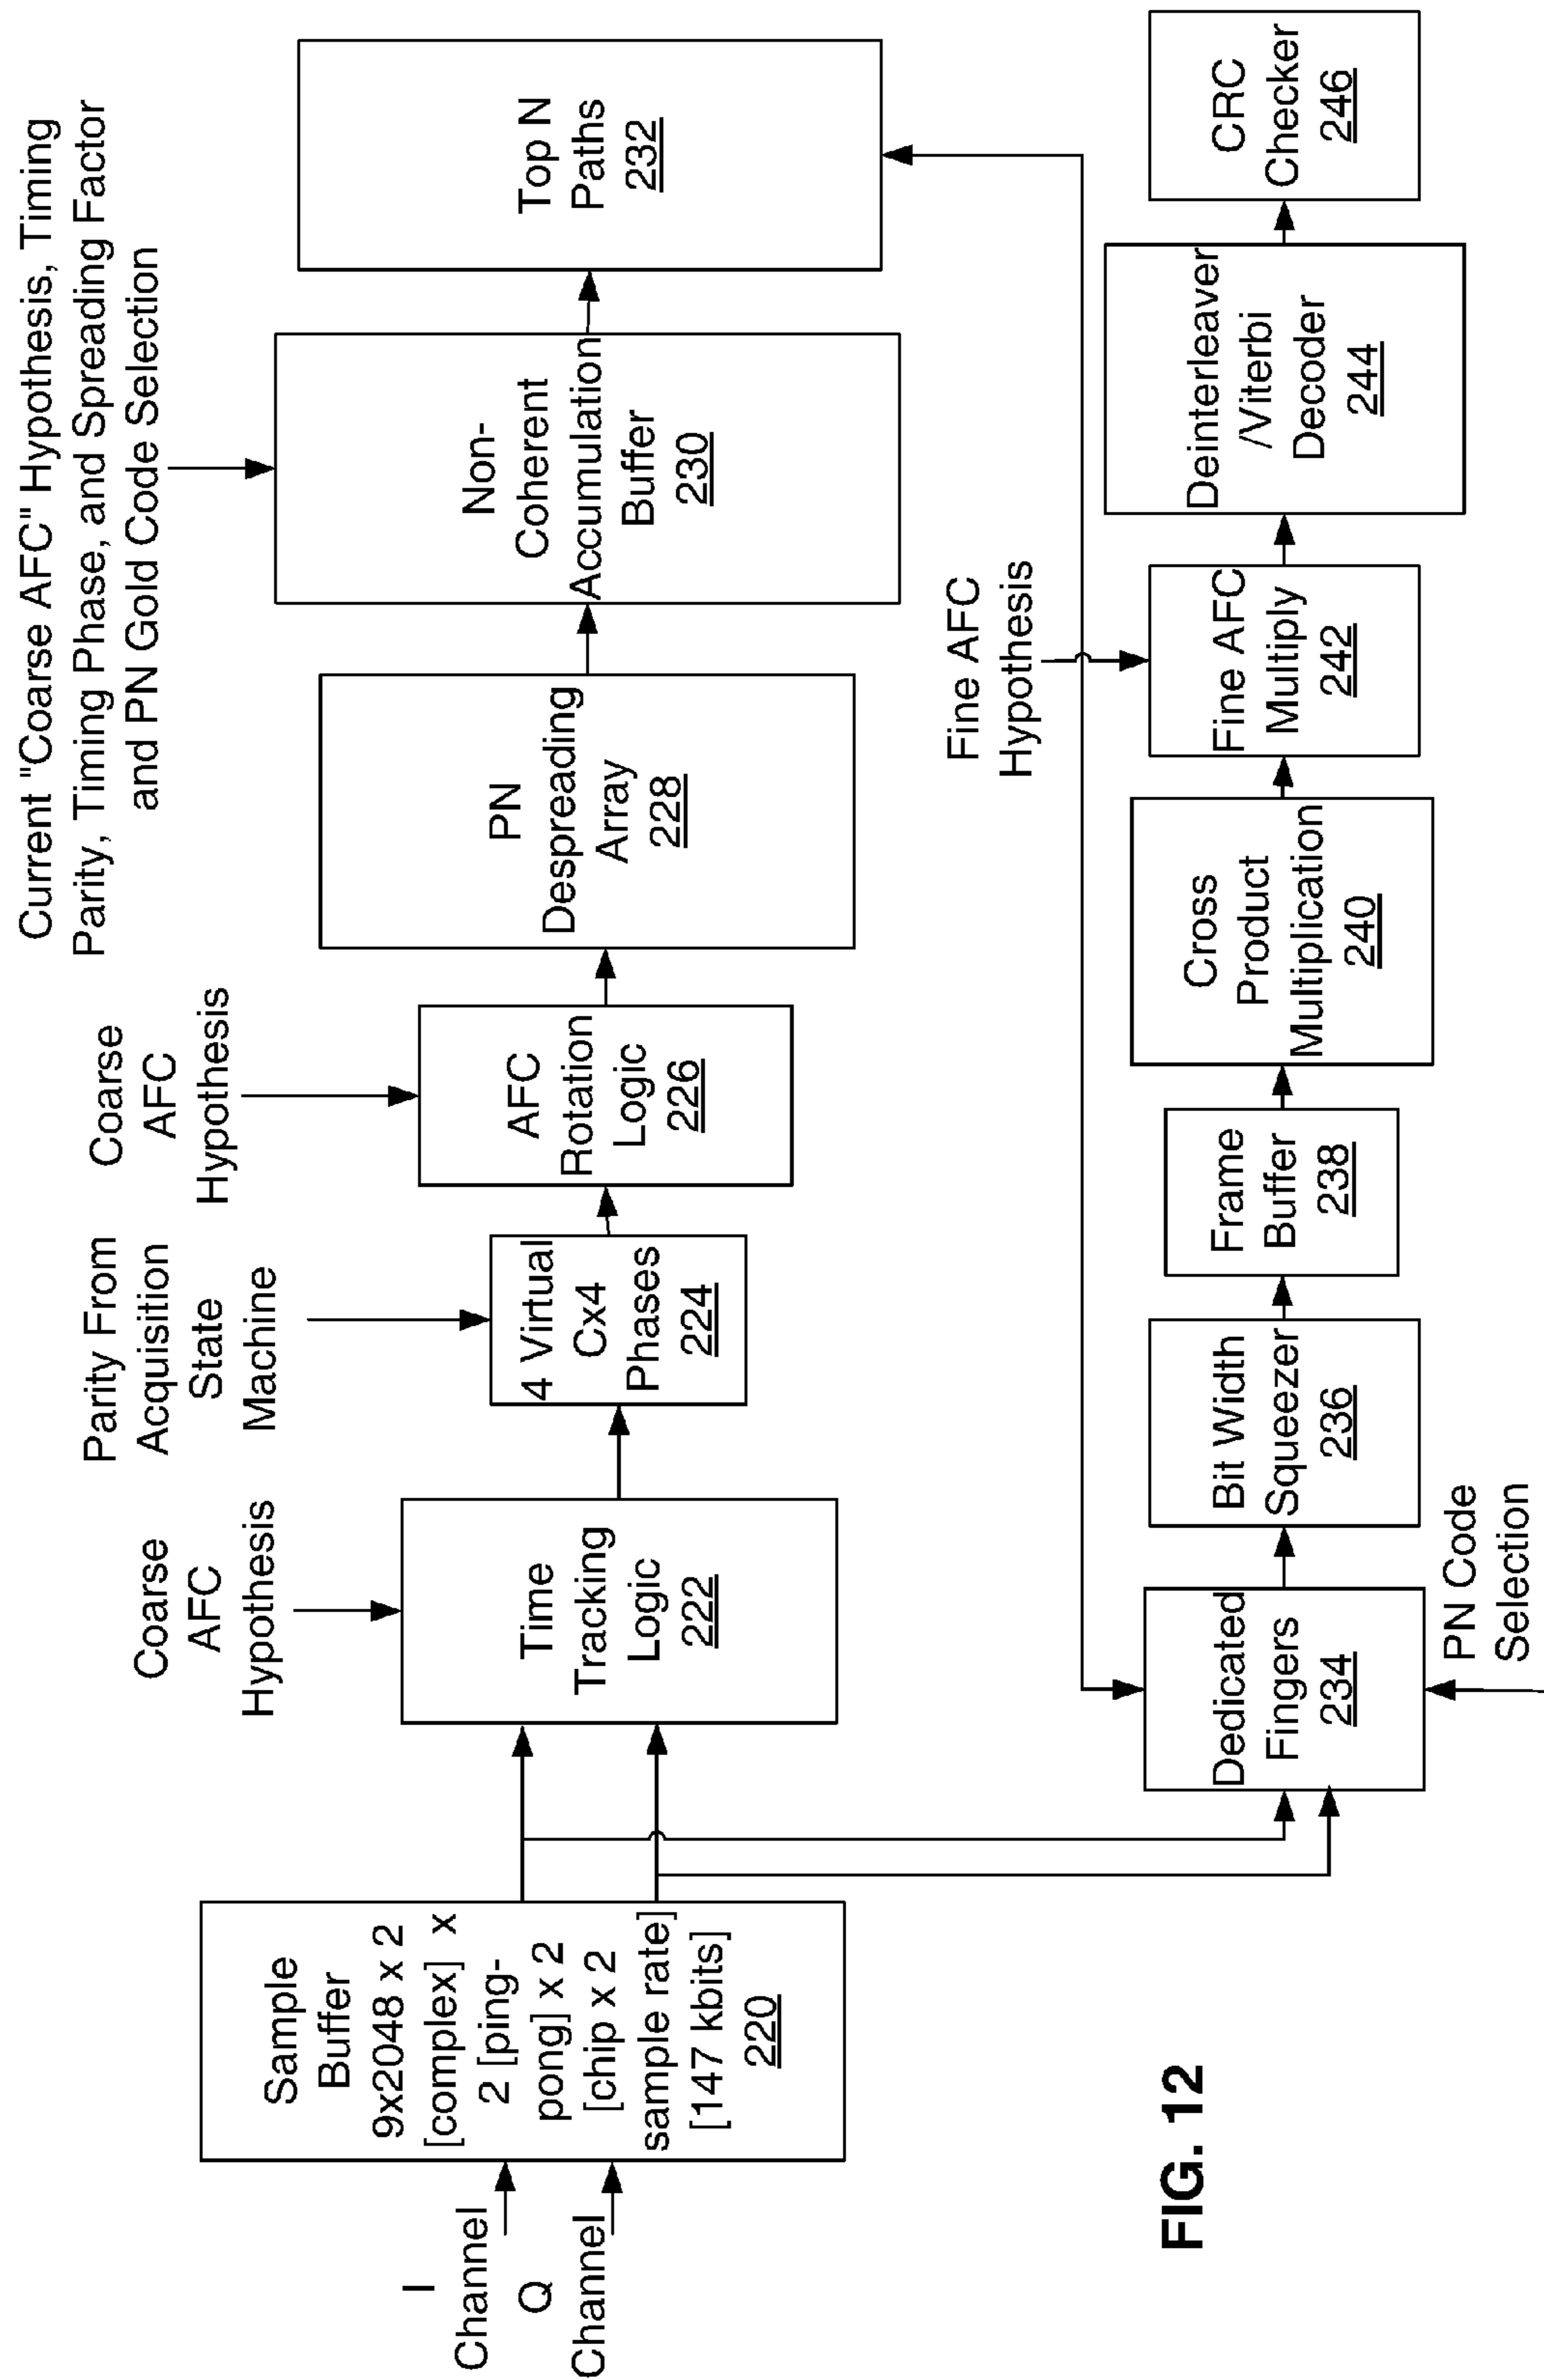 Current "Coarse AFC" Hypothesis, Timing
Parity, Timing Phase, and Spreading Factor
and PN Gold Code Selection
Coarse
AFC
Hypothesis
Parity From
Acquisition
State
Machine
Coarse
AFC
Hypothesis
I
Channel
Q
Channel
Sample
Buffer
9x2048 x 2
[complex] x
2 [ping-
pong] x 2
[chip x 2
sample rate]
[147 kbits]
220
Time
Tracking
Logic
222
4 Virtual
Cx4
Phases
224
AFC
Rotation
Logic
226
PN
Despreading
Array
228
Non-
Coherent
Accumulation
Buffer
230
Top N
Paths
232
Fine AFC
Hypothesis
Dedicated
Fingers
234
Bit Width
Squeezer
236
Frame
Buffer
238
Cross
Product
Multiplication
240
Fine AFC
Multiply
242
Deinterleaver
/Viterbi
Decoder
244
CRC
Checker
246
PN Code
Selection
FIG. 12